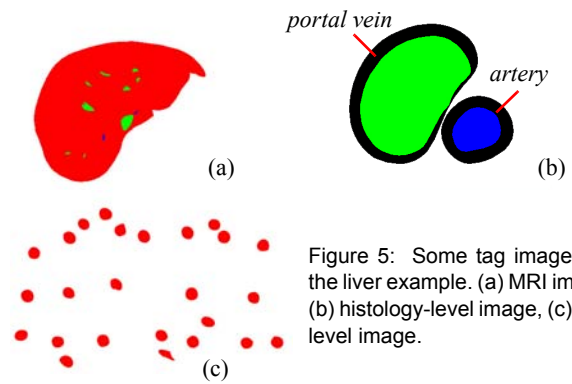 portal vein
artery
(a)
(b)
(c)
Figure 5: Some tag image
the liver example. (a) MRI im
(b) histology-level image, (c)
level image.